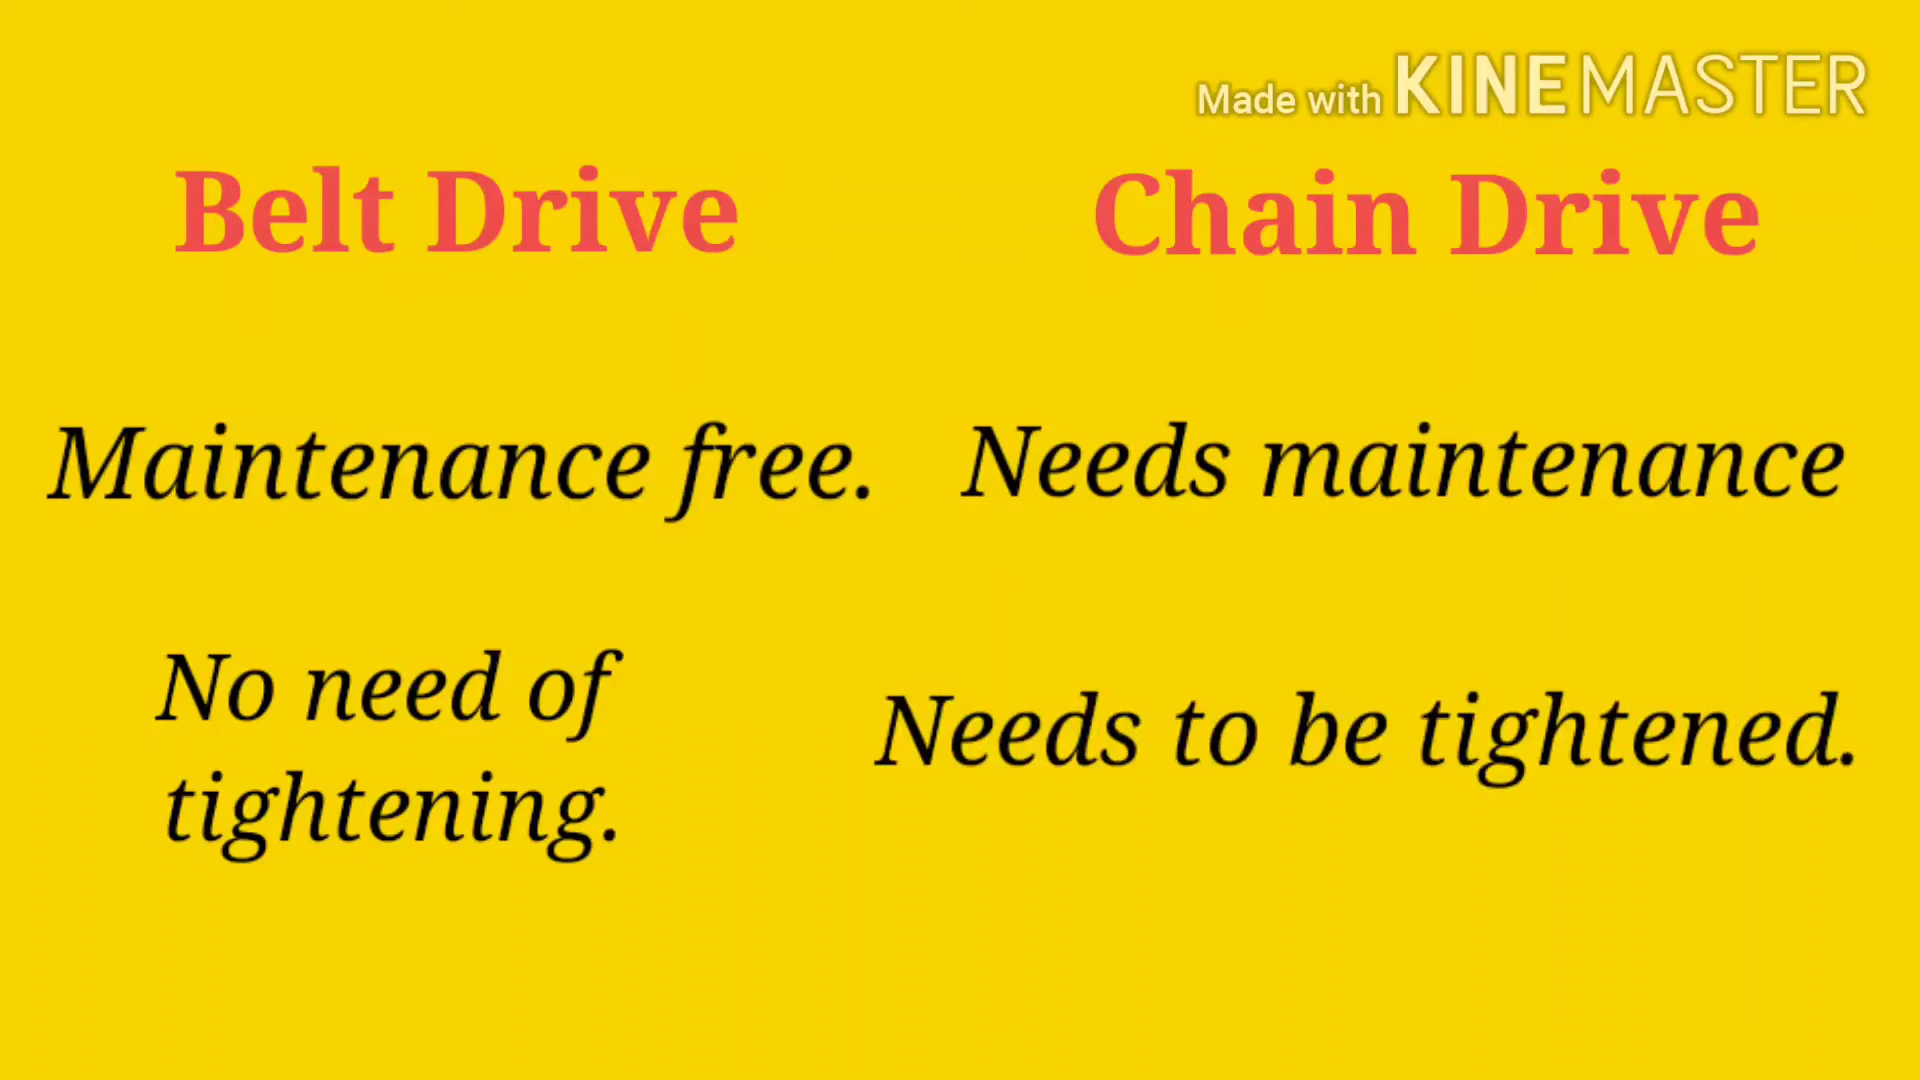 Made with KINEMASTER
Belt Drive
Chain Drive
Maintenance free.
Needs maintenance
No need of
tightening.
Needs to be tightened.